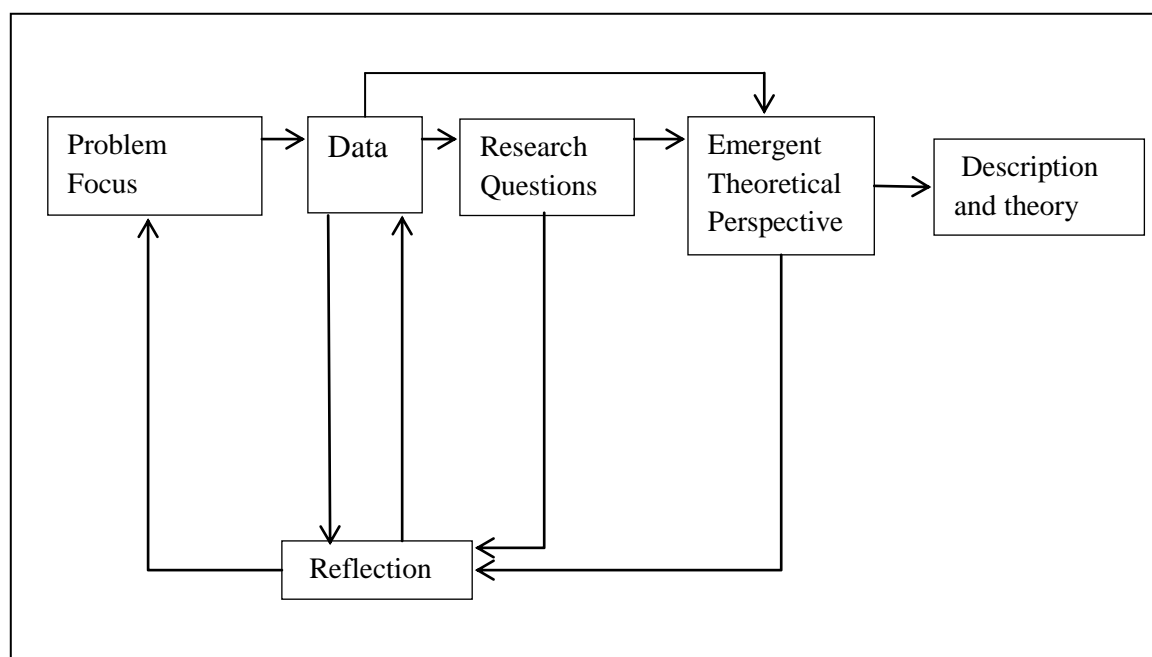 Problem
Focus
Data
Research
Questions
Emergent
Theoretical
Perspective
Description
and theory
Reflection